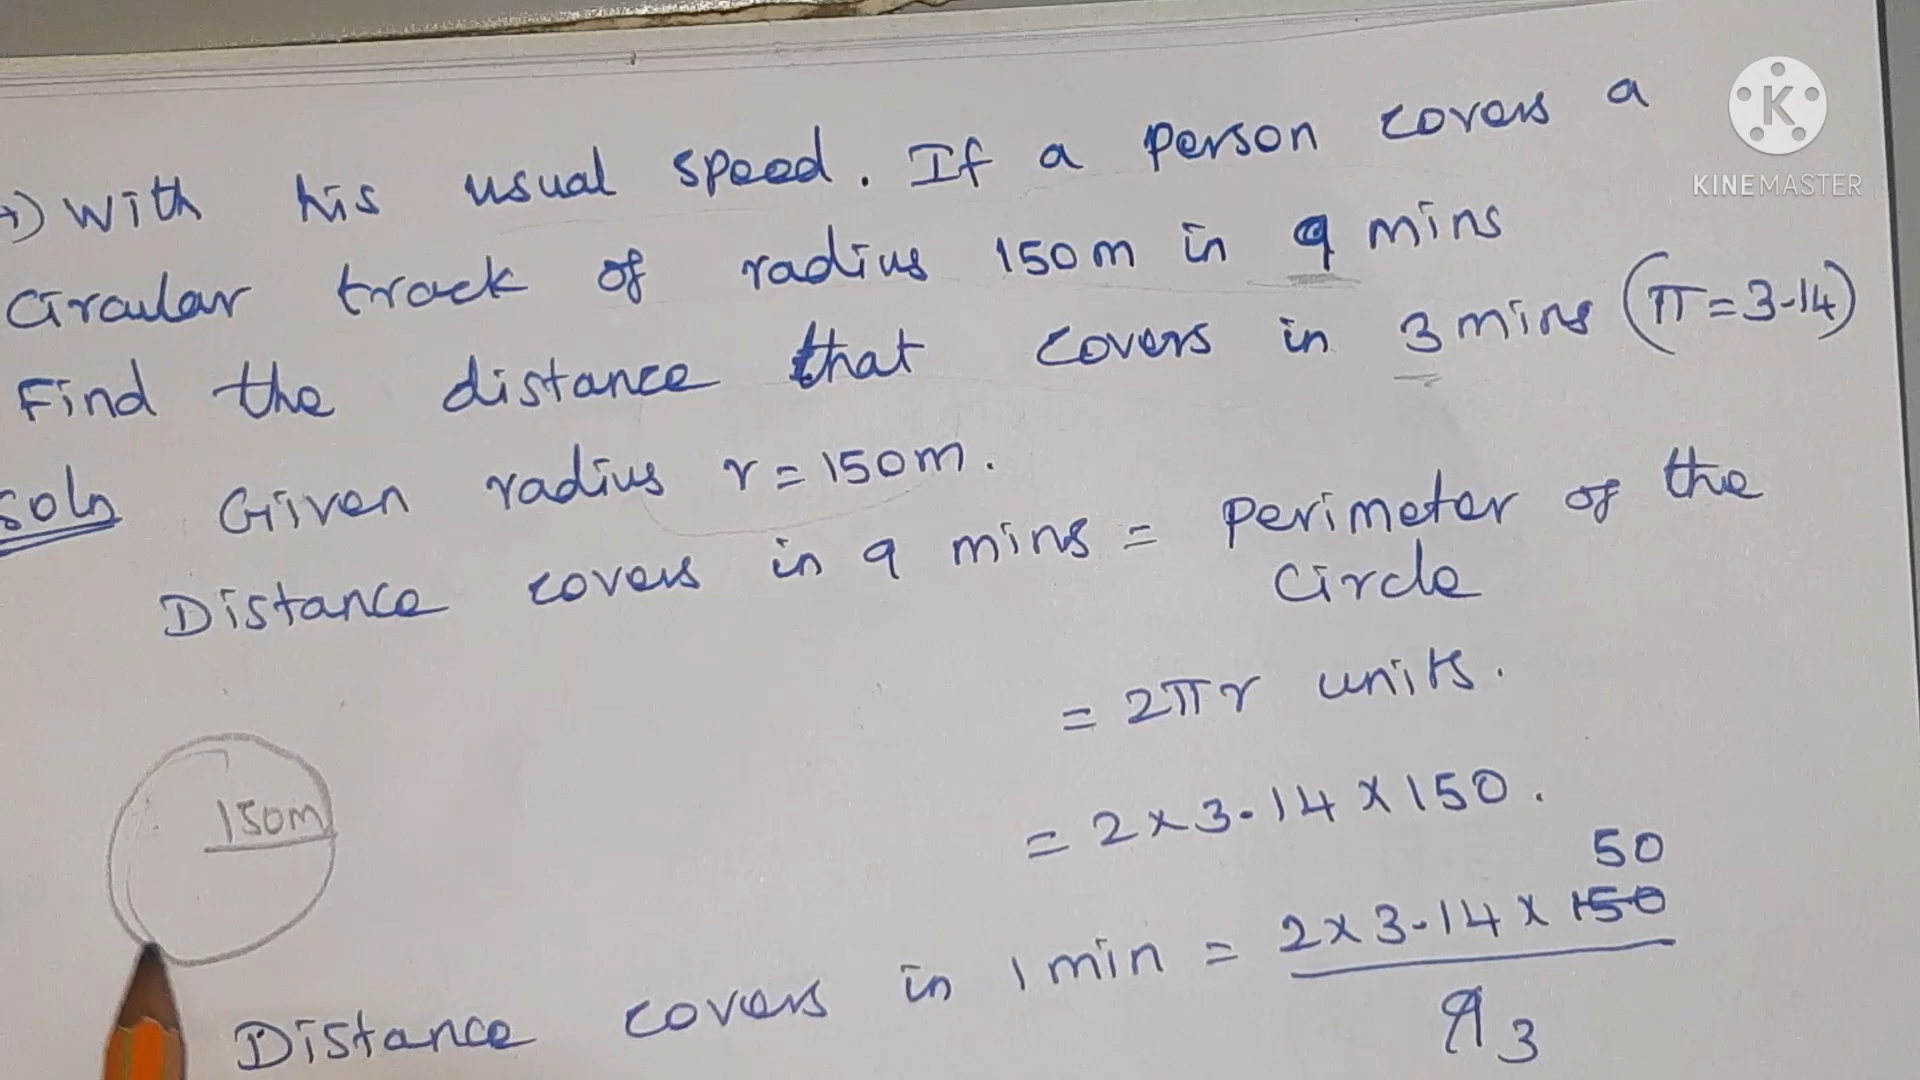 With his usual speed. If a person covers a
Circular track of radius 150m in 9 mins
Find the distance that covers in 3 mins (π=3.14)
Soln Given radius r = 150m.
Distance covers in 9 mins = perimeter of the
circle
= 2πr units.
= 2×3.14×150.
50
Distance covers in 1 min = 2×3.14×150
9 3
150m
K
KINEMASTER